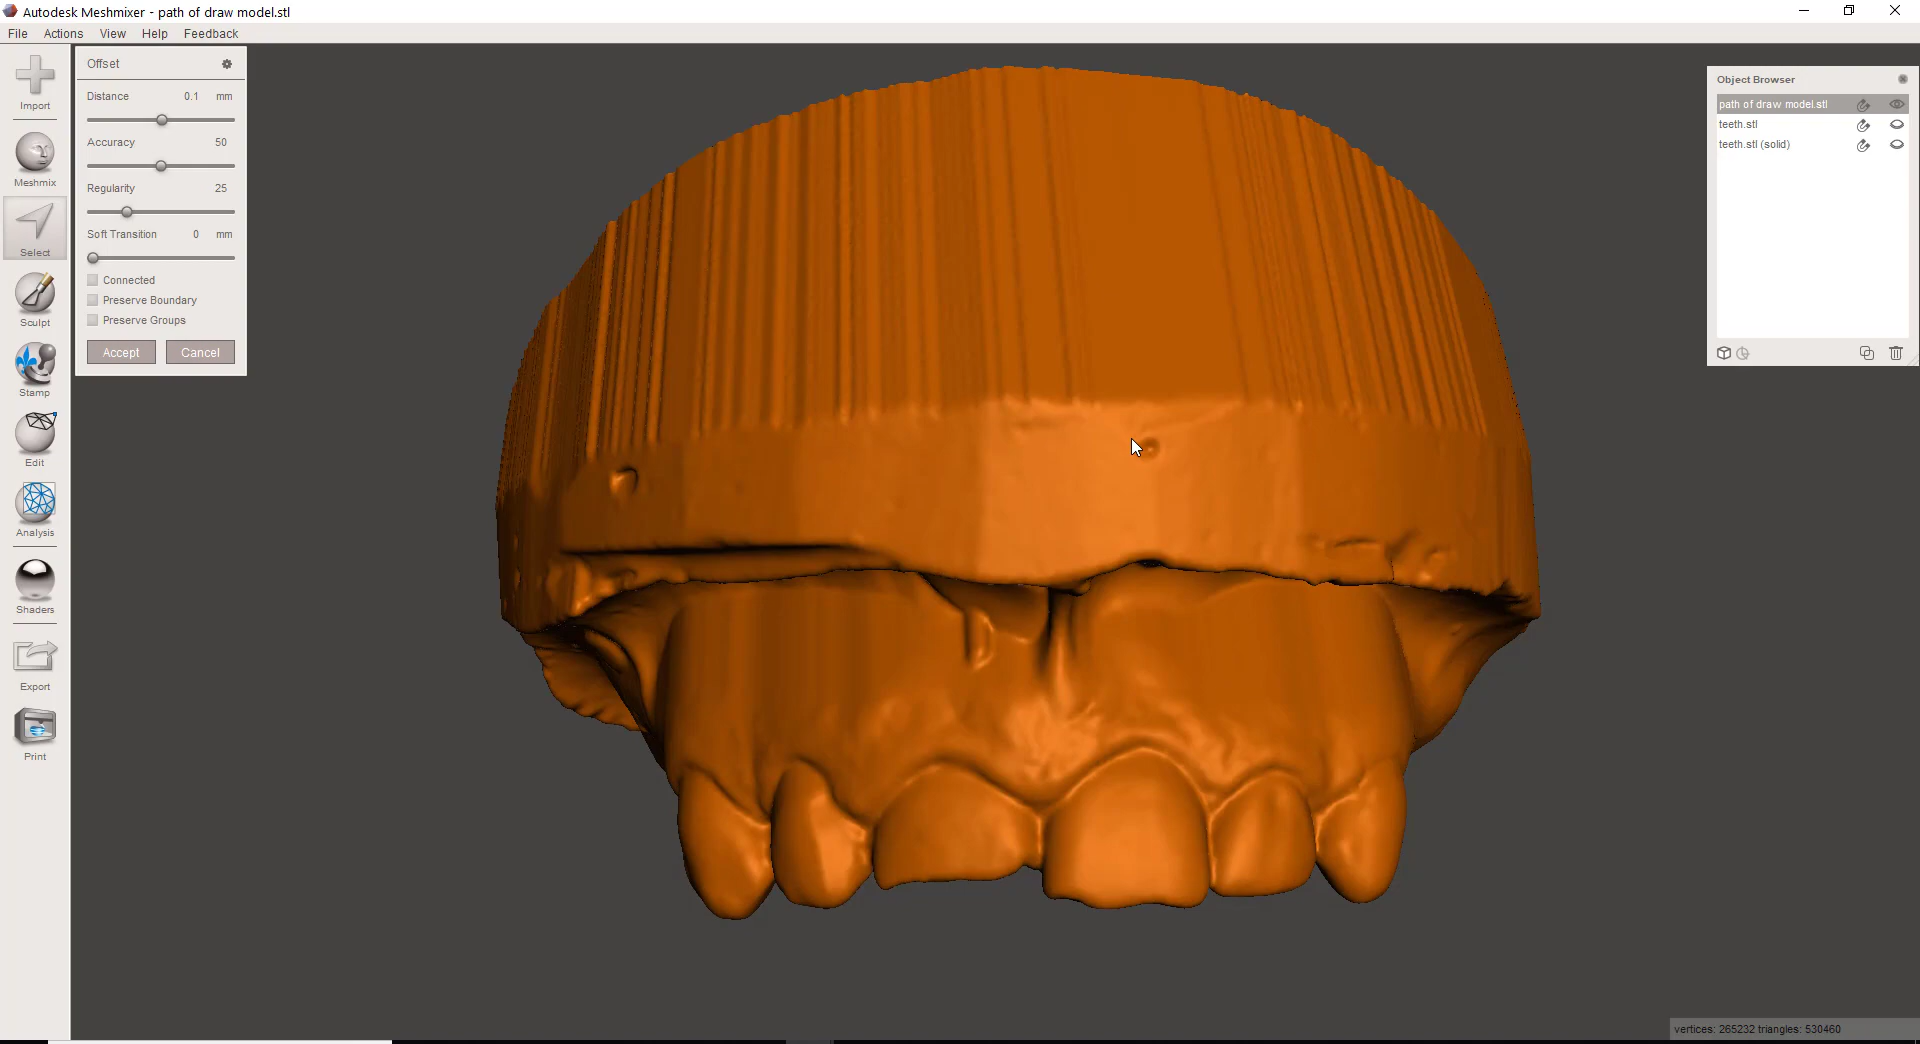 Autodesk Meshmixer - path of draw model.stl
File Actions View Help Feedback
Import
Meshmix
Select
Sculpt
Stamp
Edit
Analysis
Shaders
Export
Print
Offset
Distance 0.1 mm
Accuracy 50
Regularity 25
Soft Transition 0 mm
Connected
Preserve Boundary
Preserve Groups
Accept Cancel
Object Browser
path of draw model.stl
teeth.stl
teeth.stl (solid)
vertices: 265232 triangles: 530460